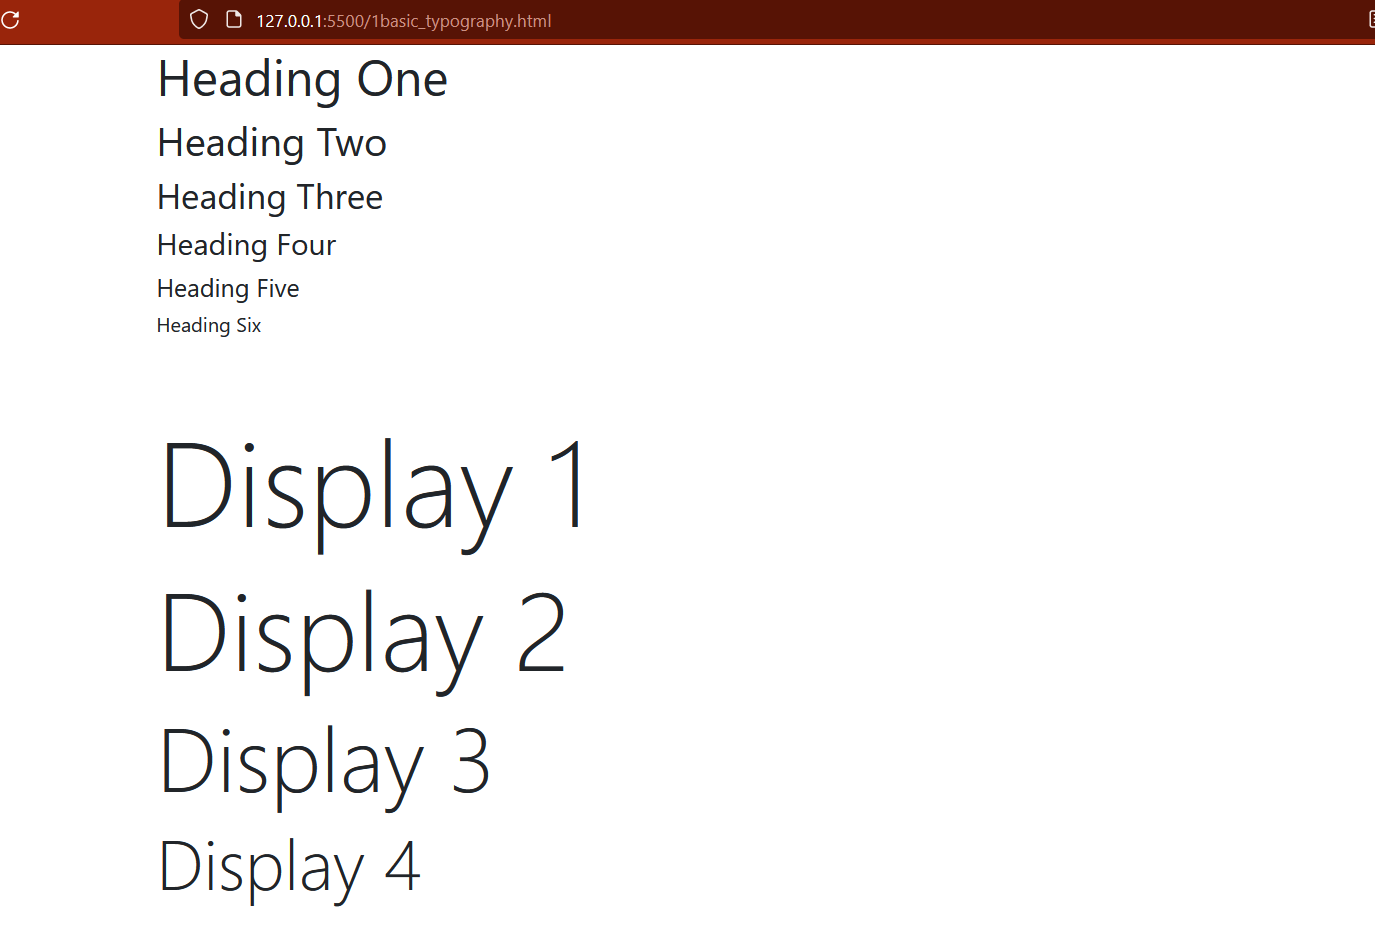 127.0.0.1:5500/1basic_typography.html
Heading One
Heading Two
Heading Three
Heading Four
Heading Five
Heading Six
Display 1
Display 2
Display 3
Display 4